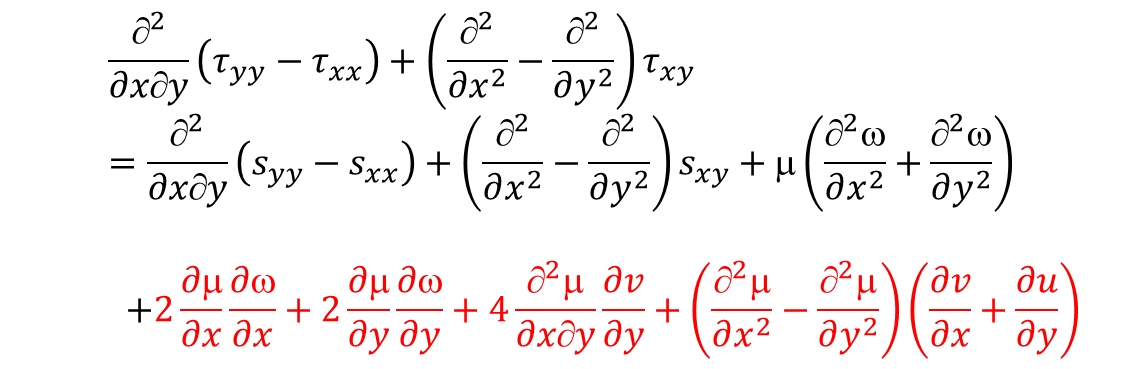 ∂²/∂x∂y (τ_yy − τ_xx) + (∂²/∂x² − ∂²/∂y²) τ_xy
= ∂²/∂x∂y (s_yy − s_xx) + (∂²/∂x² − ∂²/∂y²) s_xy + μ (∂²ω/∂x² + ∂²ω/∂y²)
+2 ∂μ/∂x ∂ω/∂x + 2 ∂μ/∂y ∂ω/∂y + 4 ∂²μ/∂x∂y ∂v/∂y + (∂²μ/∂x² − ∂²μ/∂y²) (∂v/∂x + ∂u/∂y)